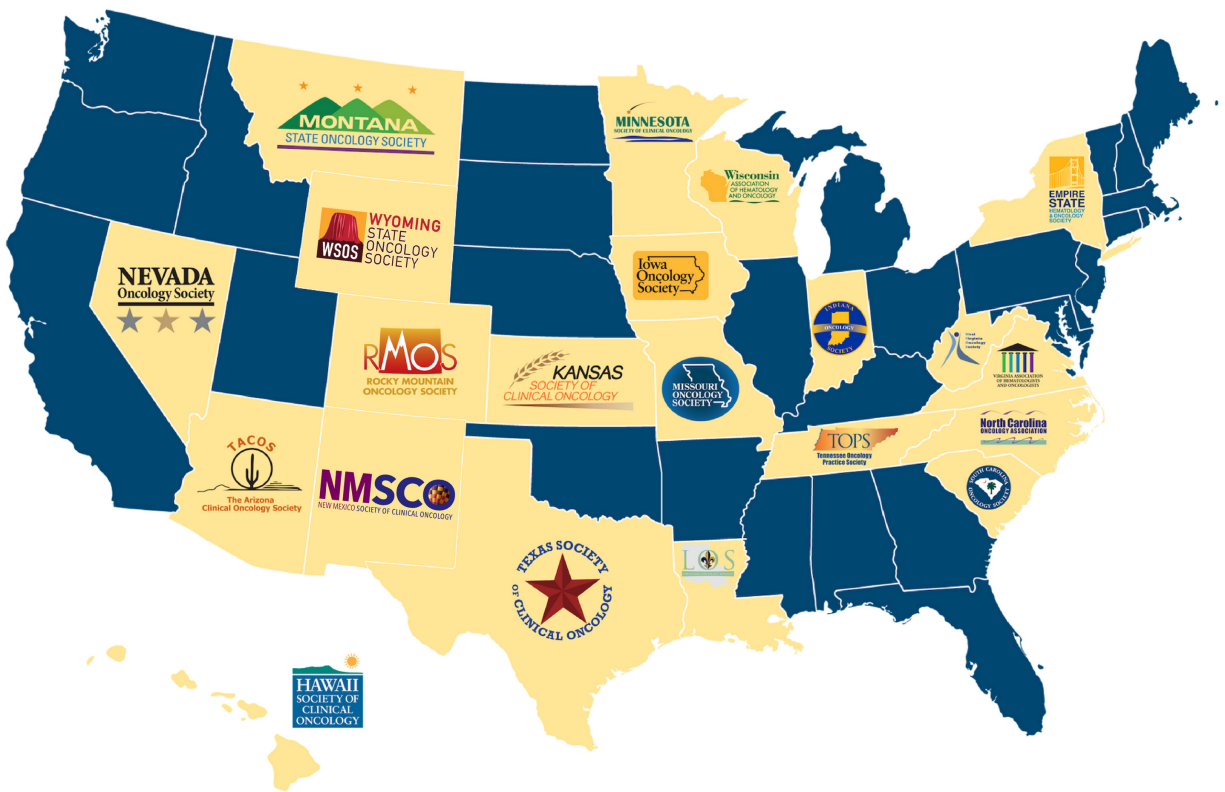 MONTANA
STATE ONCOLOGY SOCIETY
MINNESOTA
SOCIETY OF CLINICAL ONCOLOGY
Wisconsin
ASSOCIATION
OF HEMATOLOGY
AND ONCOLOGY
EMPIRE
STATE
HEMATOLOGY
& ONCOLOGY
SOCIETY
WYOMING
STATE
ONCOLOGY
SOCIETY
WSOS
NEVADA
Oncology Society
Iowa
Oncology
Society
INDIANA
ONCOLOGY
SOCIETY
RMOS
ROCKY MOUNTAIN
ONCOLOGY SOCIETY
KANSAS
SOCIETY OF
CLINICAL ONCOLOGY
MISSOURI
ONCOLOGY
SOCIETY
West
Virginia
Oncology
Society
VIRGINIA ASSOCIATION
OF HEMATOLOGISTS
AND ONCOLOGISTS
TACOS
The Arizona
Clinical Oncology Society
NMSCO
NEW MEXICO SOCIETY OF CLINICAL ONCOLOGY
TOPS
Tennessee Oncology
Practice Society
North Carolina
ONCOLOGY ASSOCIATION
SOUTH CAROLINA
ONCOLOGY SOCIETY
TEXAS SOCIETY
OF CLINICAL ONCOLOGY
LOS
HAWAII
SOCIETY OF
CLINICAL
ONCOLOGY